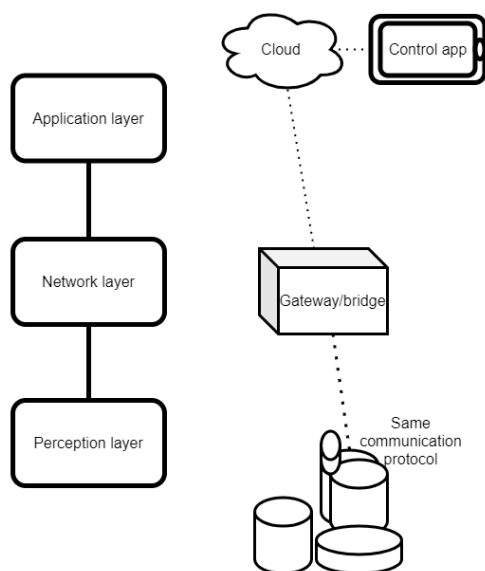 Cloud
Control app
Application layer
Network layer
Gateway/bridge
Perception layer
Same
communication
protocol